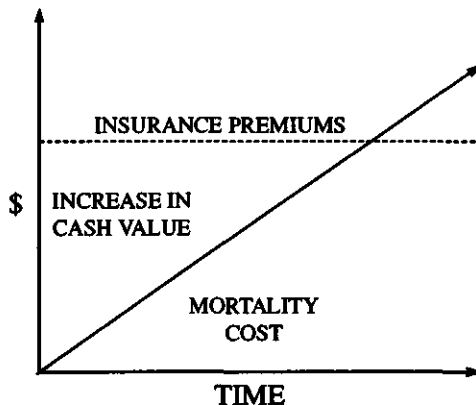 INSURANCE PREMIUMS
$
INCREASE IN
CASH VALUE
MORTALITY
COST
TIME